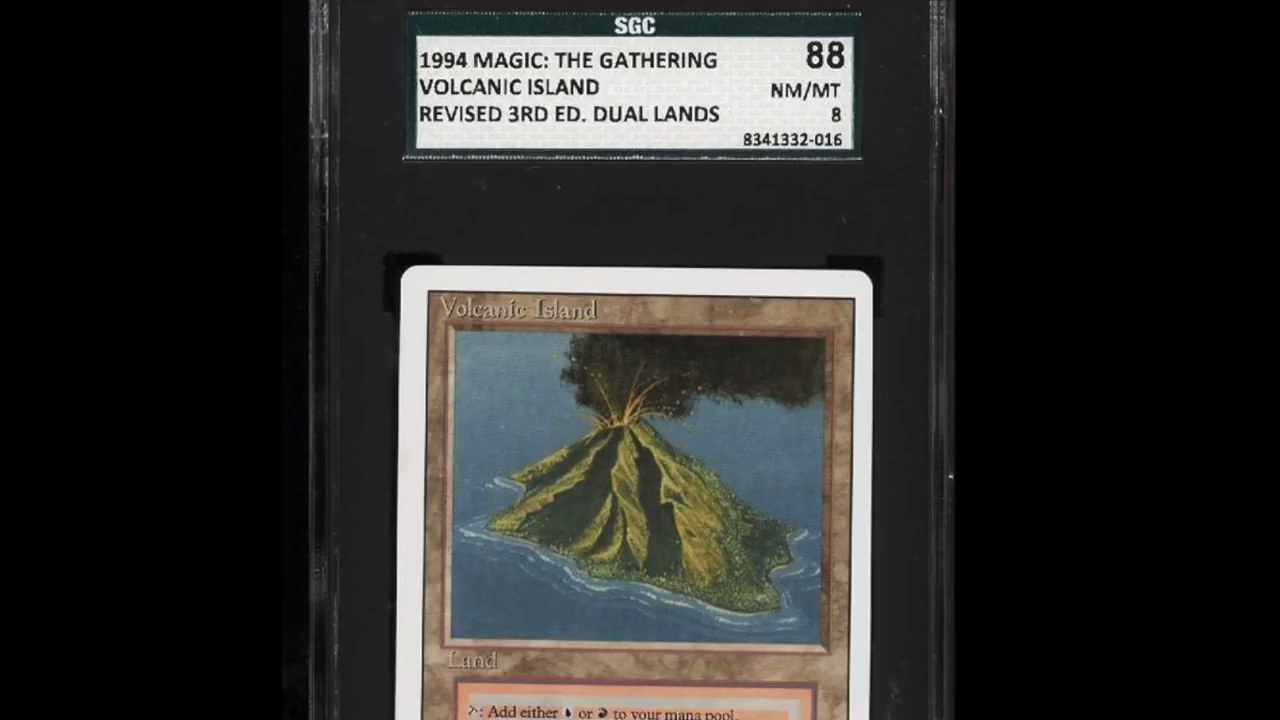 SGC
1994 MAGIC: THE GATHERING 88
VOLCANIC ISLAND NM/MT
REVISED 3RD ED. DUAL LANDS 8
8341332-016
Volcanic Island
Land
: Add either or to your mana pool.